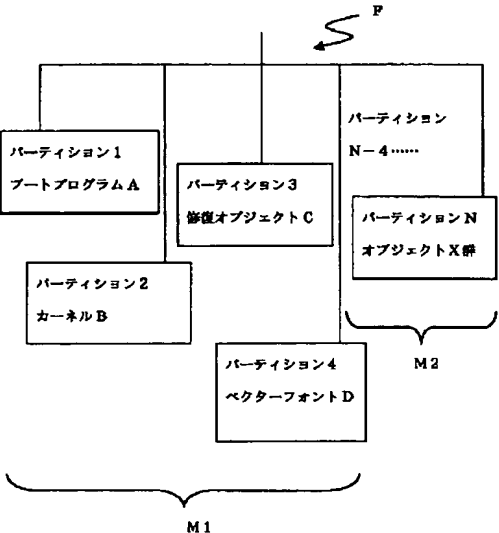 F
パーティション
N－4……
パーティション1
ブートプログラムA
パーティション3
修復オブジェクトC
パーティションN
オブジェクトX群
パーティション2
カーネルB
パーティション4
ベクターフォントD
M2
M1